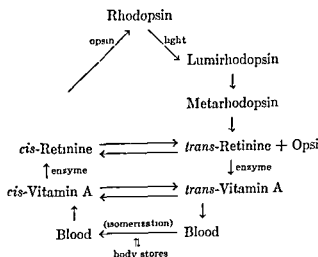 Rhodopsin
opsin light
Lumirhodopsin
Metarhodopsin
cis-Retinine trans-Retinine + Opsi
enzyme enzyme
cis-Vitamin A trans-Vitamin A
(isomerization)
Blood Blood
body stores